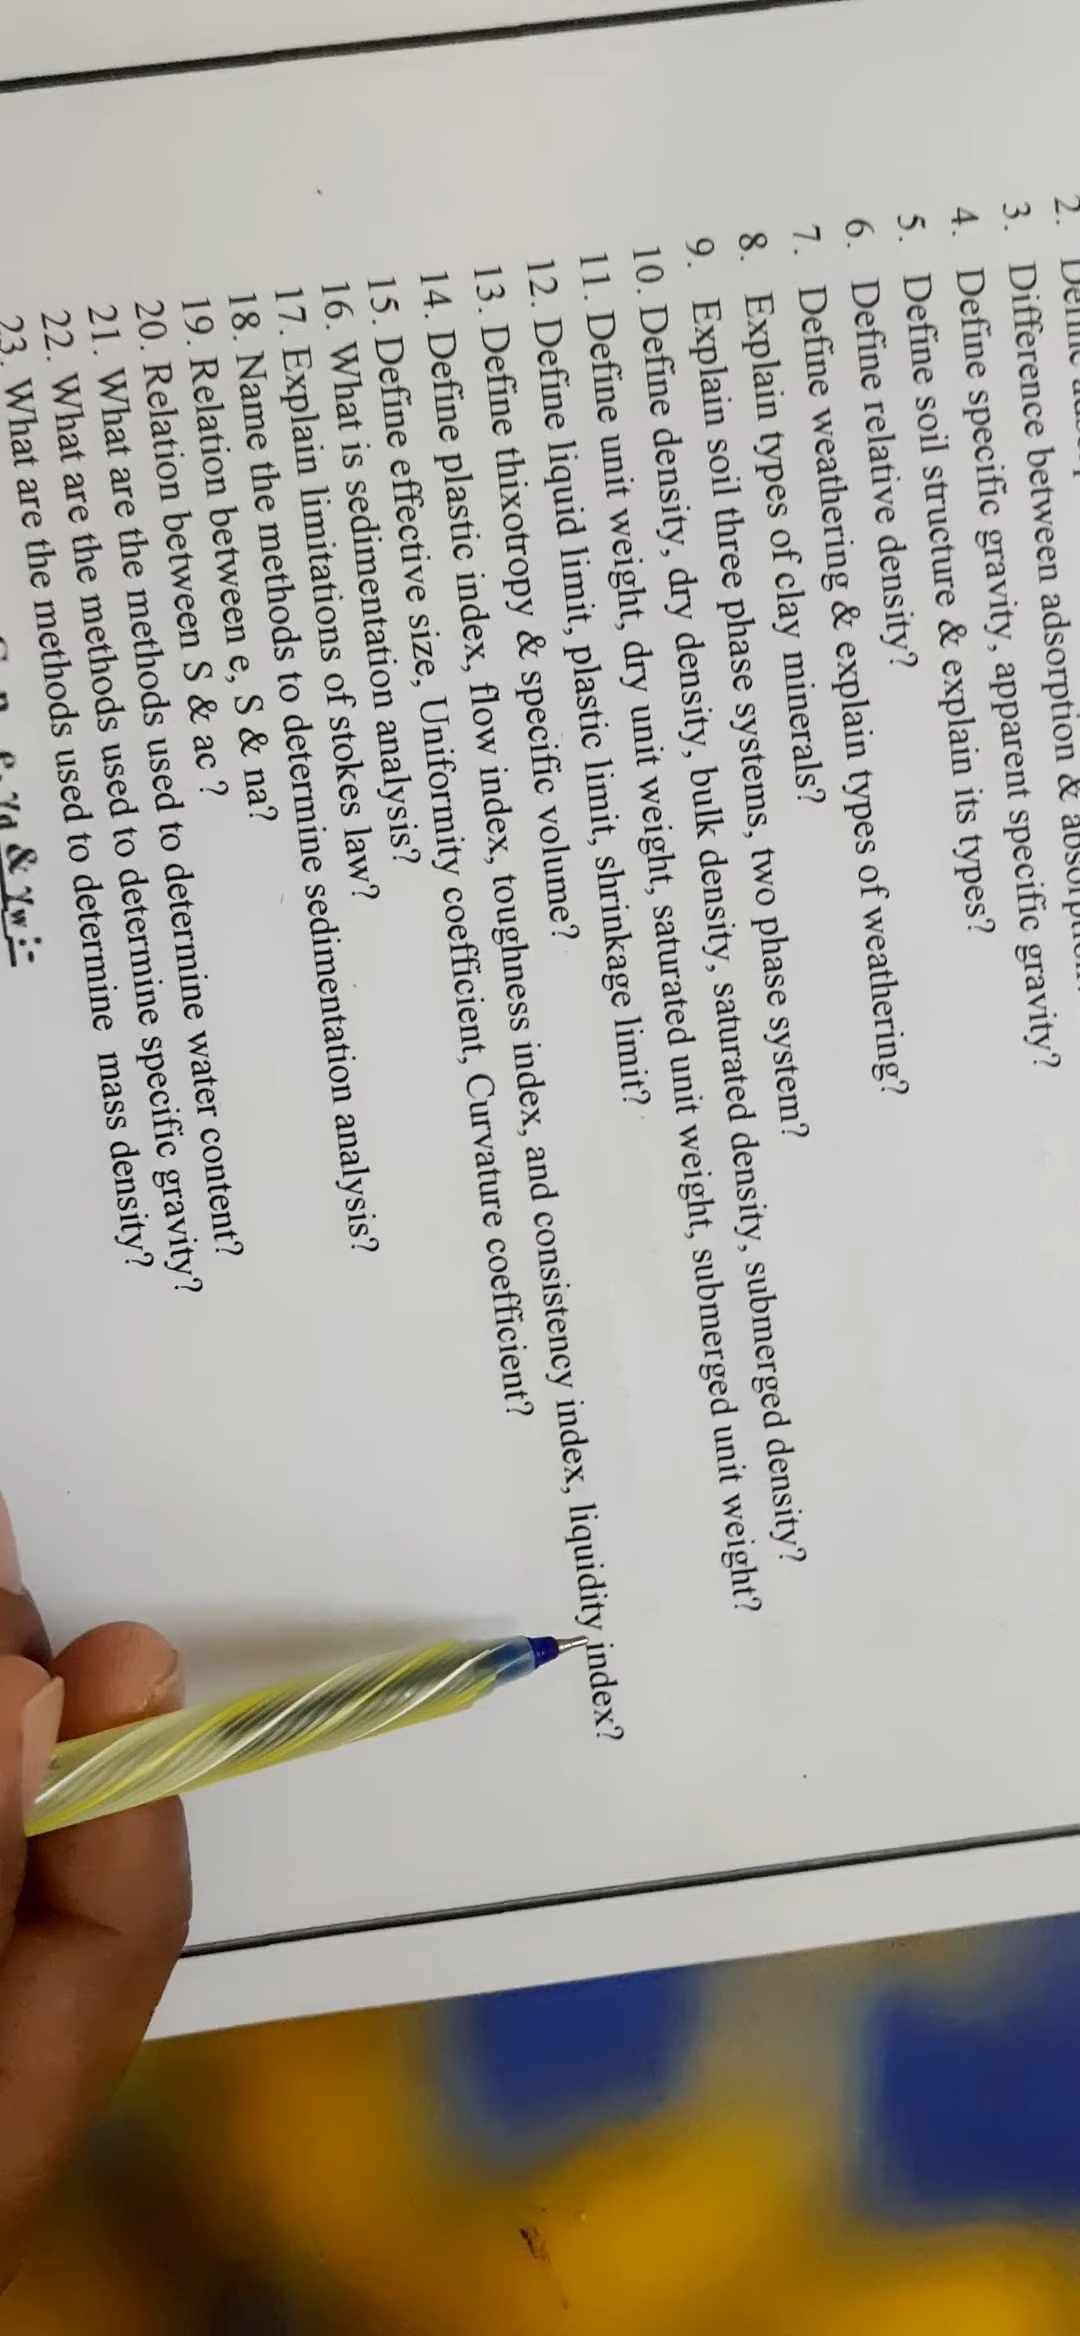 2. Define
3. Difference between adsorption & absorption
4. Define specific gravity, apparent specific gravity?
5. Define soil structure & explain its types?
6. Define relative density?
7. Define weathering & explain types of weathering?
8. Explain types of clay minerals?
9. Explain soil three phase systems, two phase system?
10. Define density, dry density, bulk density, saturated density, submerged density?
11. Define unit weight, dry unit weight, saturated unit weight, submerged unit weight?
12. Define liquid limit, plastic limit, shrinkage limit?
13. Define thixotropy & specific volume?
14. Define plastic index, flow index, toughness index, and consistency index, liquidity index?
15. Define effective size, Uniformity coefficient, Curvature coefficient?
16. What is sedimentation analysis?
17. Explain limitations of stokes law?
18. Name the methods to determine sedimentation analysis?
19. Relation between e, S & na?
20. Relation between S & ac ?
21. What are the methods used to determine water content?
22. What are the methods used to determine specific gravity?
23. What are the methods used to determine mass density?
γd & γw :-